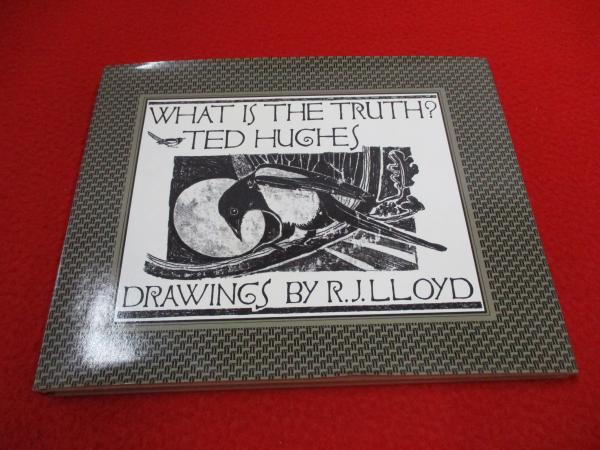 WHAT IS THE TRUTH?
TED HUGHES
DRAWINGS BY R.J.LLOYD